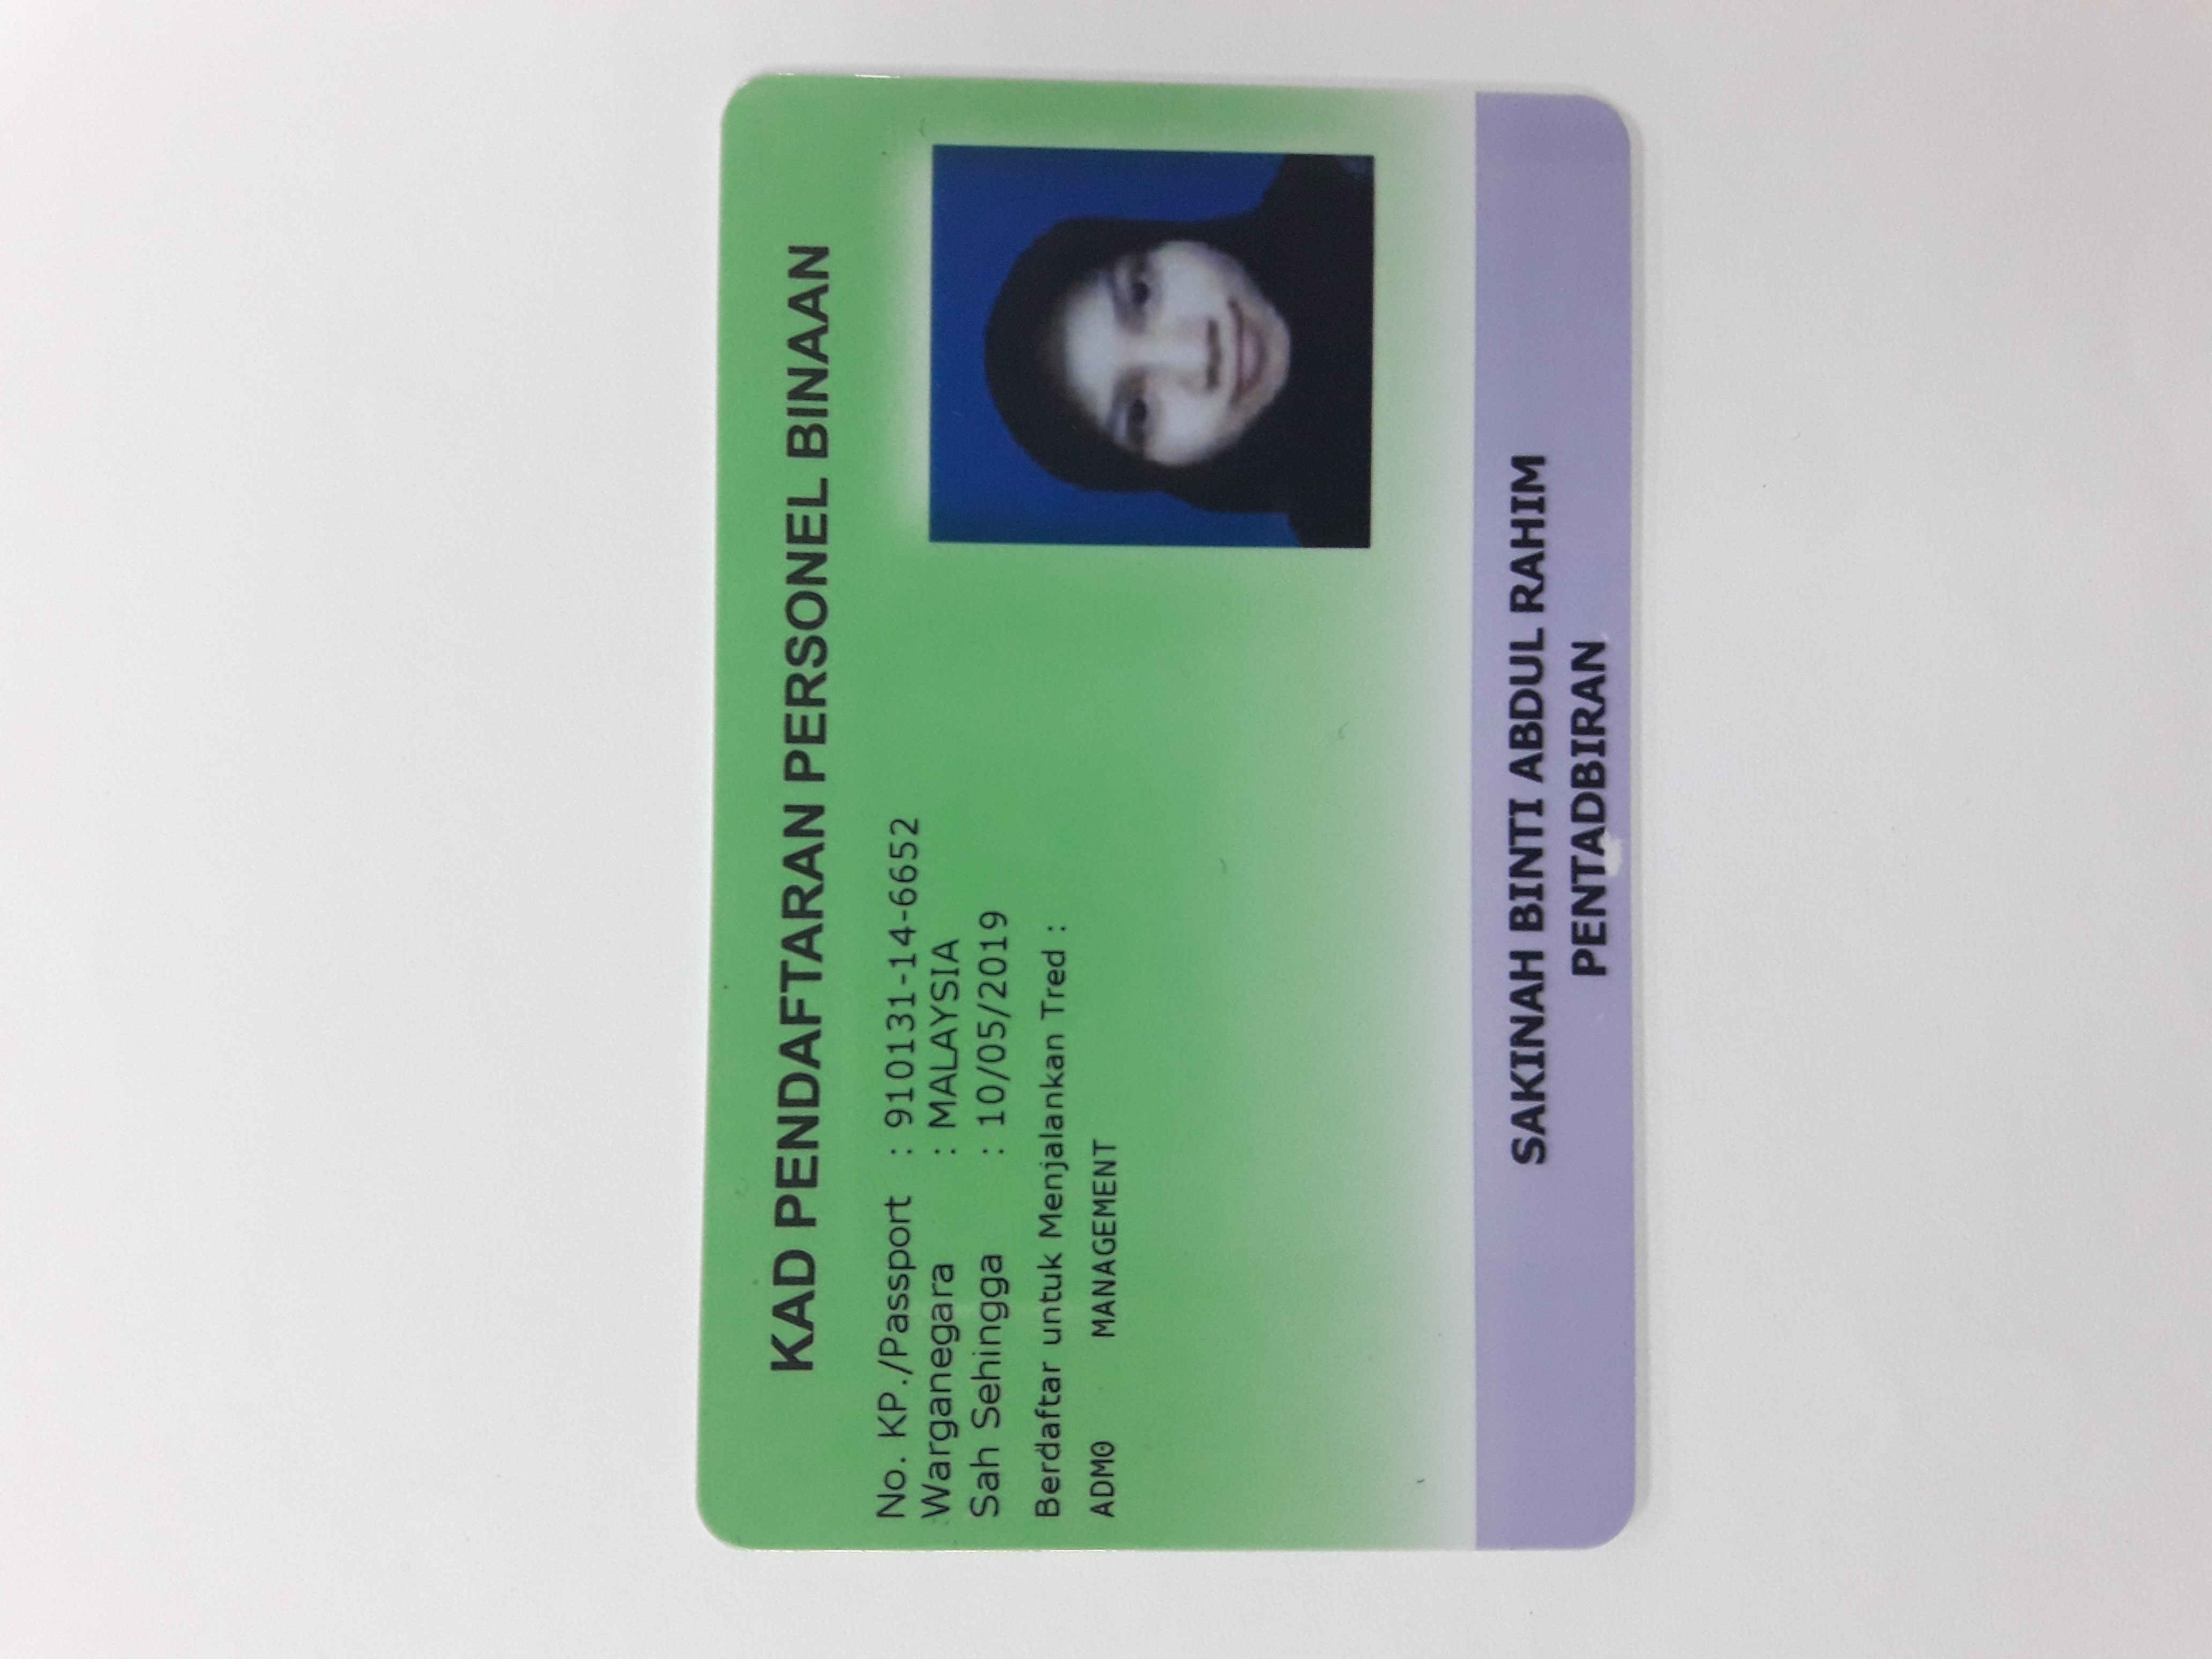 KAD PENDAFTARAN PERSONEL BINAAN
No. KP./Passport : 910131-14-6652
Warganegara : MALAYSIA
Sah Sehingga : 10/05/2019
Berdaftar untuk Menjalankan Tred :
ADM0 MANAGEMENT
SAKINAH BINTI ABDUL RAHIM
PENTADBIRAN